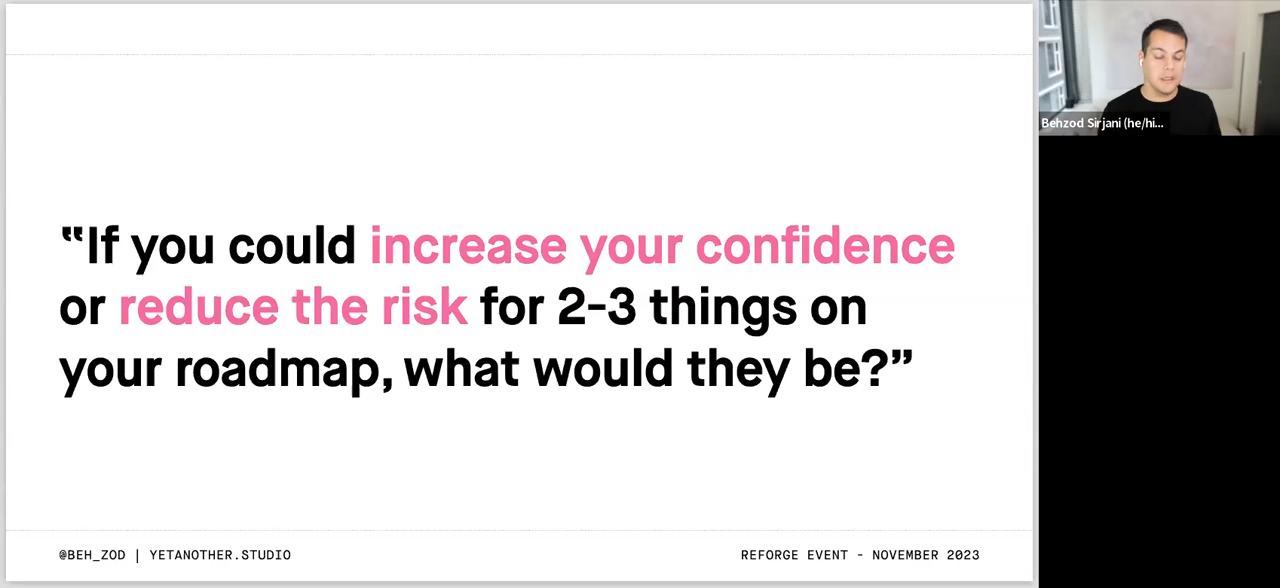 “If you could increase your confidence
or reduce the risk for 2-3 things on
your roadmap, what would they be?”
@BEH_ZOD | YETANOTHER.STUDIO
REFORGE EVENT - NOVEMBER 2023
Behzod Sirjani (he/hi...